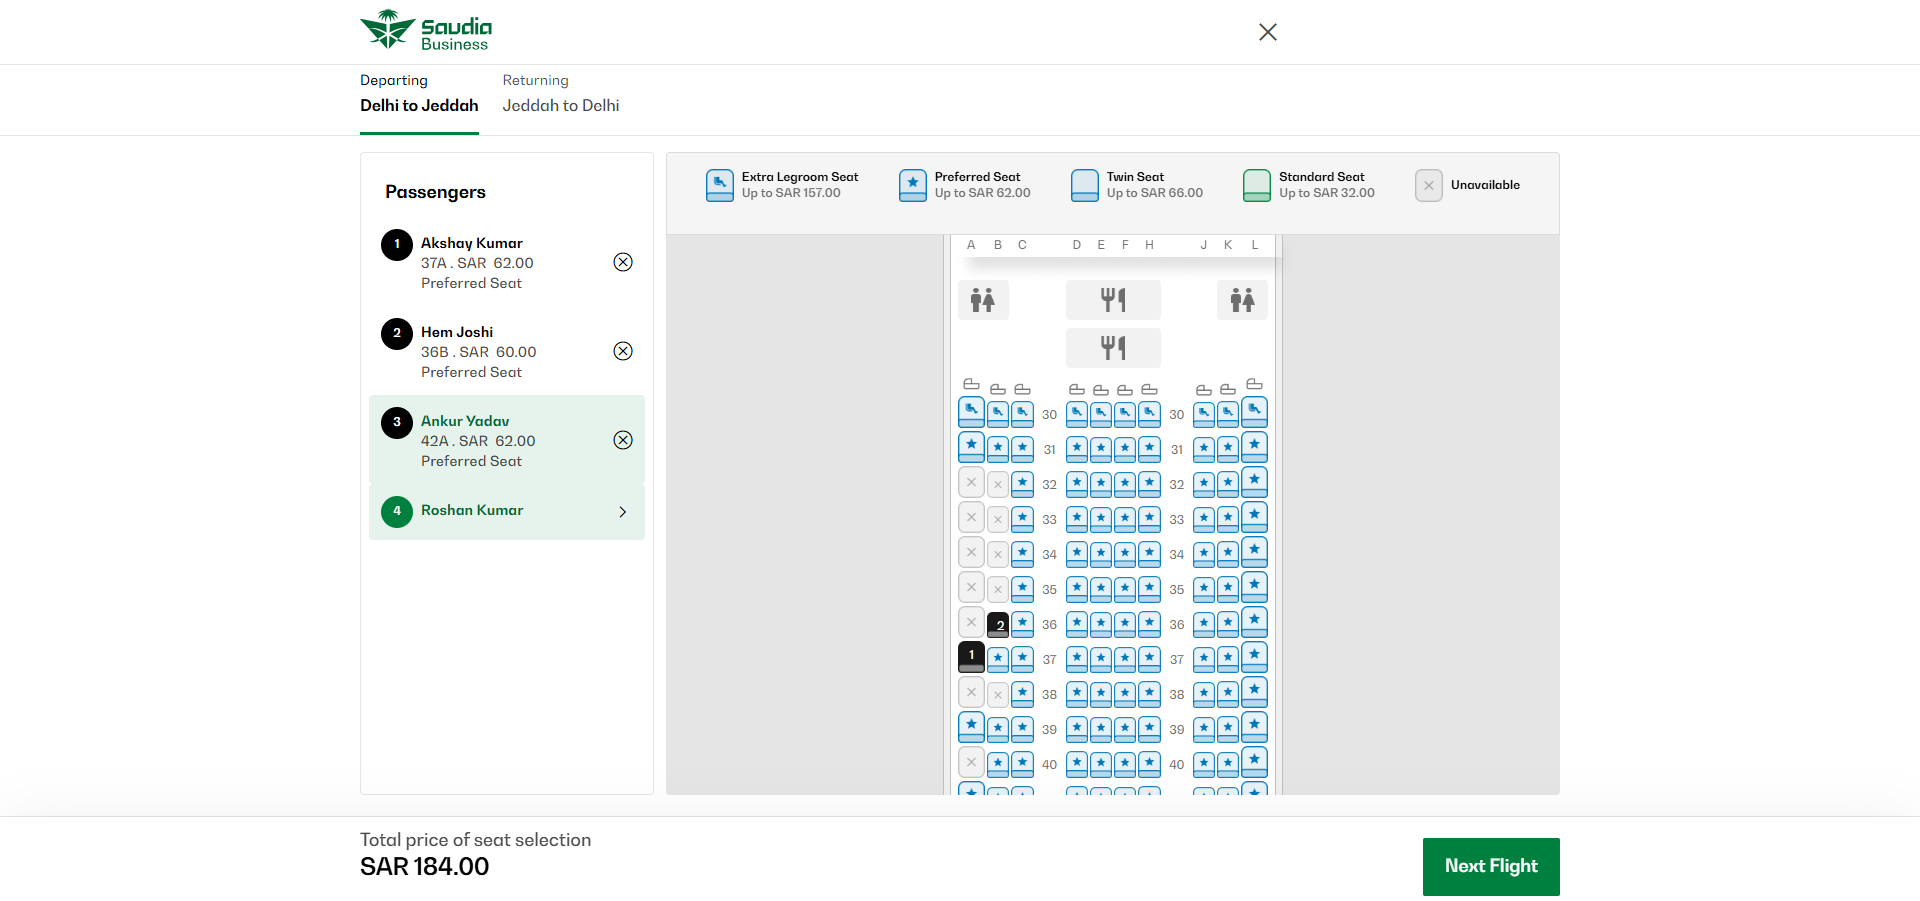 Saudia
Business
Departing
Delhi to Jeddah
Returning
Jeddah to Delhi
Passengers
1
Akshay Kumar
37A . SAR 62.00
Preferred Seat
2
Hem Joshi
36B . SAR 60.00
Preferred Seat
3
Ankur Yadav
42A . SAR 62.00
Preferred Seat
4
Roshan Kumar
Extra Legroom Seat
Up to SAR 157.00
Preferred Seat
Up to SAR 62.00
Twin Seat
Up to SAR 66.00
Standard Seat
Up to SAR 32.00
Unavailable
A B C D E F H J K L
30 30
31 31
32 32
33 33
34 34
35 35
2 36 36
1 37 37
38 38
39 39
40 40
Total price of seat selection
SAR 184.00
Next Flight